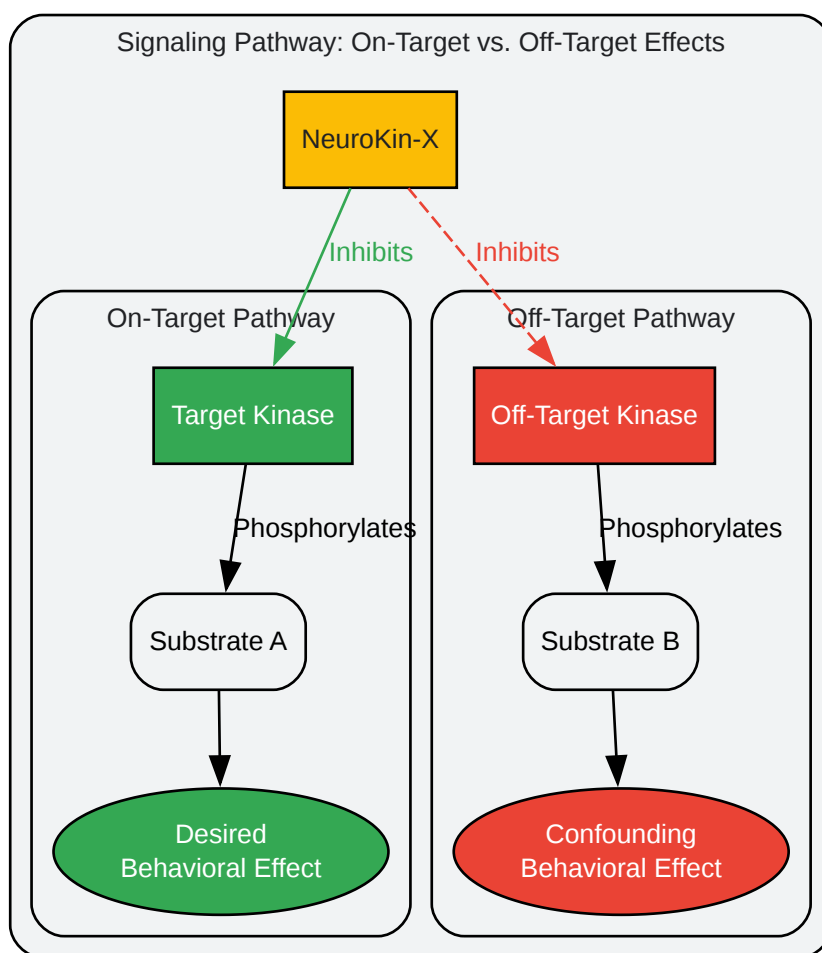 Signaling Pathway: On-Target vs. Off-Target Effects
NeuroKin-X
Inhibits
Inhibits
On-Target Pathway
Off-Target Pathway
Target Kinase
Off-Target Kinase
Phosphorylates
Phosphorylates
Substrate A
Substrate B
Desired
Behavioral Effect
Confounding
Behavioral Effect